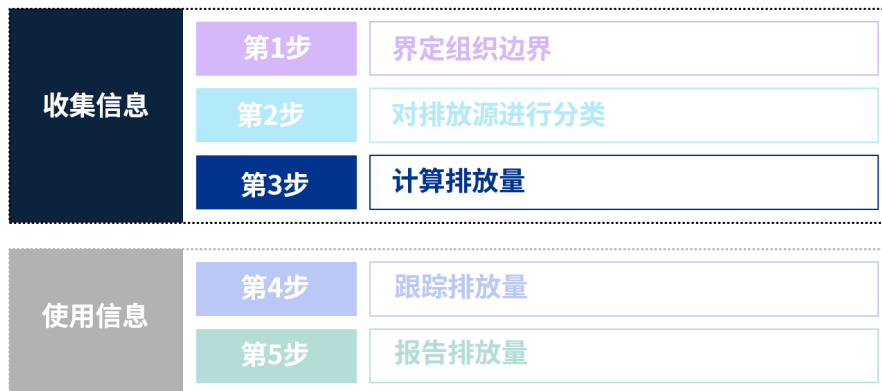 收集信息
第1步
界定组织边界
第2步
对排放源进行分类
第3步
计算排放量
使用信息
第4步
跟踪排放量
第5步
报告排放量